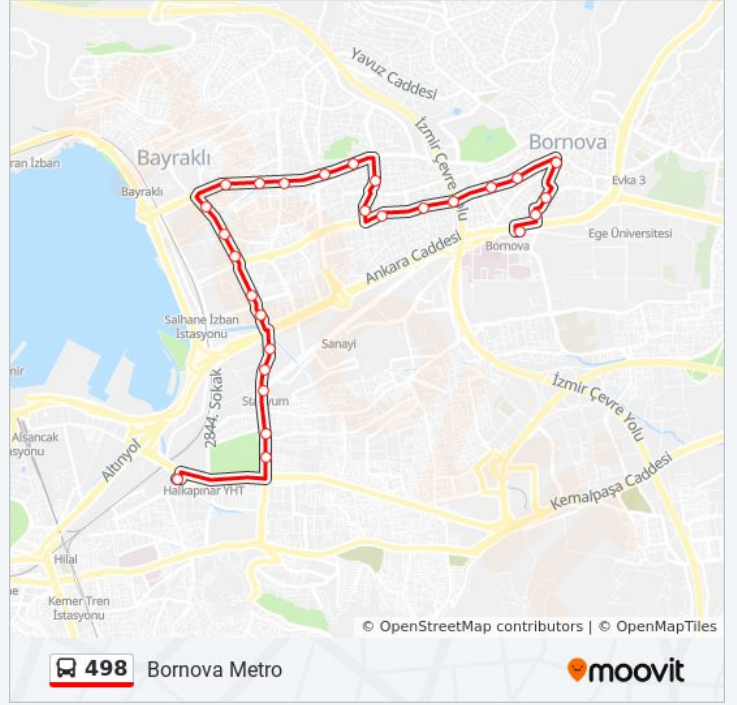 Yavuz Caddesi
İzmir Çevre Yolu
Bornova
Bayraklı
ran İzban
Bayraklı
Evka 3
Ege Üniversitesi
Bornova
Ankara Caddesi
Salhane İzban
İstasyonu
Sanayi
mir
2844. Sokak
İzmir Çevre Yolu
Alsancak
syonu
Altınyol
Kemalpaşa Caddesi
Halkapınar YHT
Hilal
e
Kemer Tren
İstasyonu
© OpenStreetMap contributors | © OpenMapTiles
498 Bornova Metro
moovit